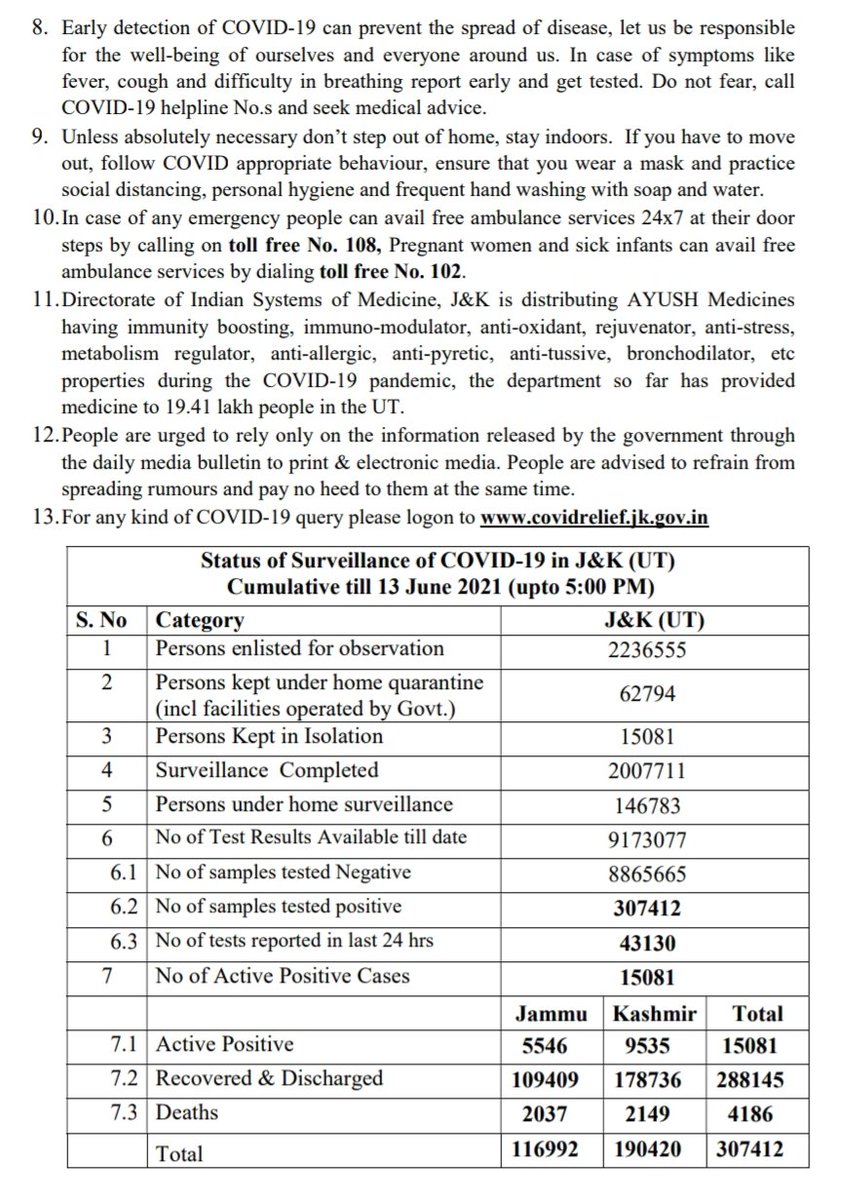 8. Early detection of COVID-19 can prevent the spread of disease, let us be responsible
for the well-being of ourselves and everyone around us. In case of symptoms like
fever, cough and difficulty in breathing report early and get tested. Do not fear, call
COVID-19 helpline No.s and seek medical advice.
9. Unless absolutely necessary don’t step out of home, stay indoors. If you have to move
out, follow COVID appropriate behaviour, ensure that you wear a mask and practice
social distancing, personal hygiene and frequent hand washing with soap and water.
10.In case of any emergency people can avail free ambulance services 24x7 at their door
steps by calling on toll free No. 108, Pregnant women and sick infants can avail free
ambulance services by dialing toll free No. 102.
11.Directorate of Indian Systems of Medicine, J&K is distributing AYUSH Medicines
having immunity boosting, immuno-modulator, anti-oxidant, rejuvenator, anti-stress,
metabolism regulator, anti-allergic, anti-pyretic, anti-tussive, bronchodilator, etc
properties during the COVID-19 pandemic, the department so far has provided
medicine to 19.41 lakh people in the UT.
12.People are urged to rely only on the information released by the government through
the daily media bulletin to print & electronic media. People are advised to refrain from
spreading rumours and pay no heed to them at the same time.
13.For any kind of COVID-19 query please logon to www.covidrelief.jk.gov.in
Status of Surveillance of COVID-19 in J&K (UT)
Cumulative till 13 June 2021 (upto 5:00 PM)
S. No Category J&K (UT)
1 Persons enlisted for observation 2236555
2 Persons kept under home quarantine
(incl facilities operated by Govt.) 62794
3 Persons Kept in Isolation 15081
4 Surveillance Completed 2007711
5 Persons under home surveillance 146783
6 No of Test Results Available till date 9173077
6.1 No of samples tested Negative 8865665
6.2 No of samples tested positive 307412
6.3 No of tests reported in last 24 hrs 43130
7 No of Active Positive Cases 15081
Jammu Kashmir Total
7.1 Active Positive 5546 9535 15081
7.2 Recovered & Discharged 109409 178736 288145
7.3 Deaths 2037 2149 4186
Total 116992 190420 307412